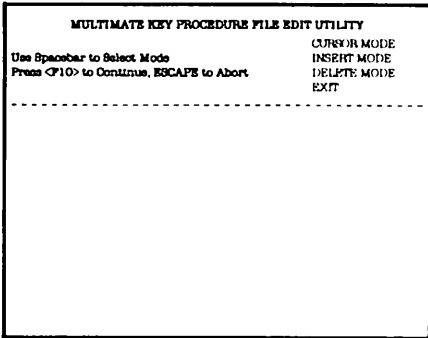 MULTIMATE KEY PROCEDURE FILE EDIT UTILITY
CURSOR MODE
Use Spacebar to Select Mode INSERT MODE
Press <F10> to Continue, ESCAPE to Abort DELETE MODE
EXIT